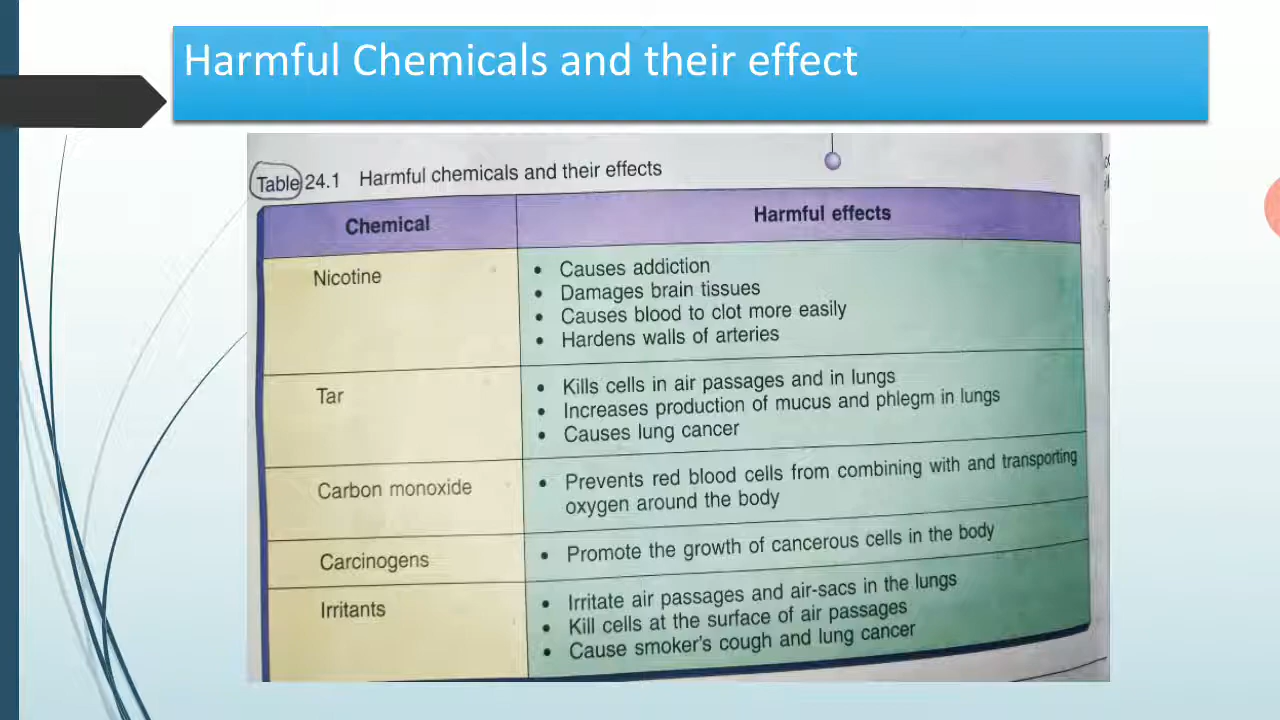 Harmful Chemicals and their effect
Table 24.1 Harmful chemicals and their effects
Chemical
Harmful effects
Nicotine
• Causes addiction
• Damages brain tissues
• Causes blood to clot more easily
• Hardens walls of arteries
Tar
• Kills cells in air passages and in lungs
• Increases production of mucus and phlegm in lungs
• Causes lung cancer
Carbon monoxide
• Prevents red blood cells from combining with and transporting
oxygen around the body
Carcinogens
• Promote the growth of cancerous cells in the body
Irritants
• Irritate air passages and air-sacs in the lungs
• Kill cells at the surface of air passages
• Cause smoker's cough and lung cancer